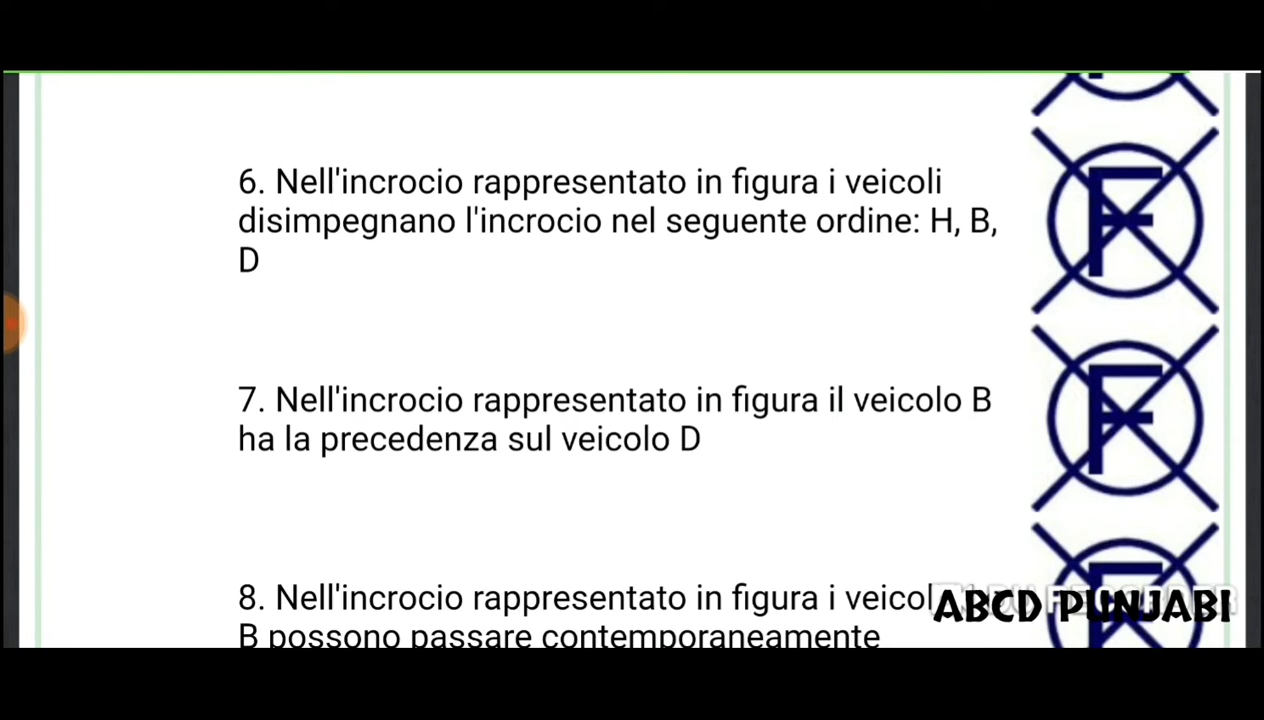 6. Nell'incrocio rappresentato in figura i veicoli
disimpegnano l'incrocio nel seguente ordine: H, B,
D
F
7. Nell'incrocio rappresentato in figura il veicolo B
ha la precedenza sul veicolo D
F
8. Nell'incrocio rappresentato in figura i
B possono passare contemporaneamente
F
ABCD PUNJABI